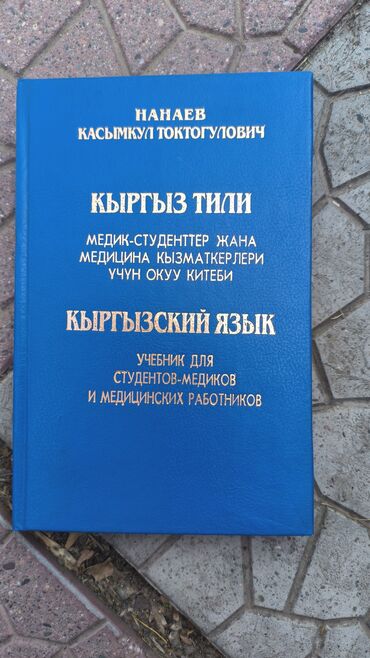 НАНАЕВ
КАСЫМКУЛ ТОКТОГУЛОВИЧ
КЫРГЫЗ ТИЛИ
МЕДИК-СТУДЕНТТЕР ЖАНА
МЕДИЦИНА КЫЗМАТКЕРЛЕРИ
ҮЧҮН ОКУУ КИТЕБИ
КЫРГЫЗСКИЙ ЯЗЫК
УЧЕБНИК ДЛЯ
СТУДЕНТОВ-МЕДИКОВ
И МЕДИЦИНСКИХ РАБОТНИКОВ